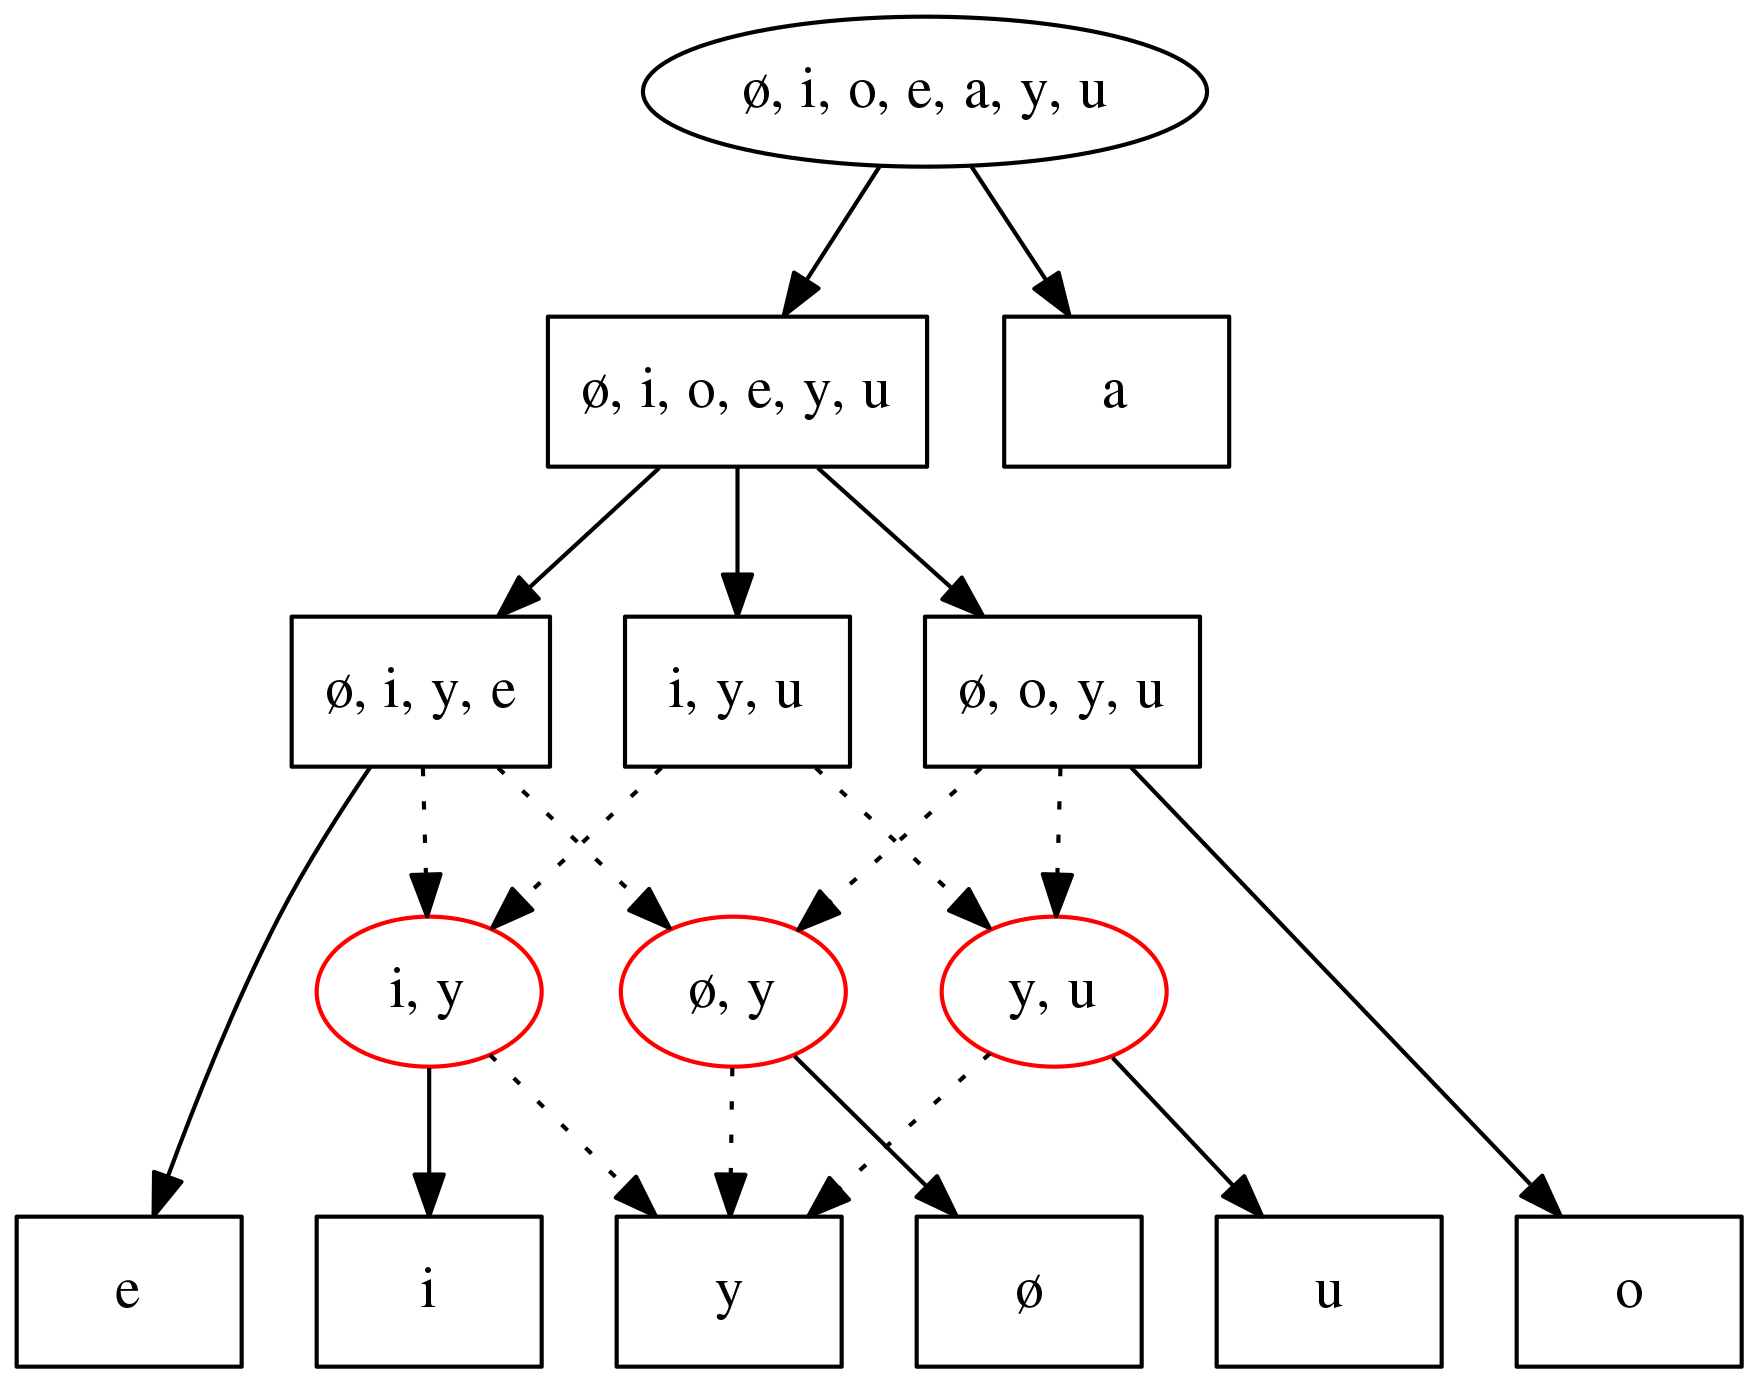 ø, i, o, e, a, y, u
ø, i, o, e, y, u
a
ø, i, y, e
i, y, u
ø, o, y, u
i, y
ø, y
y, u
e
i
y
ø
u
o